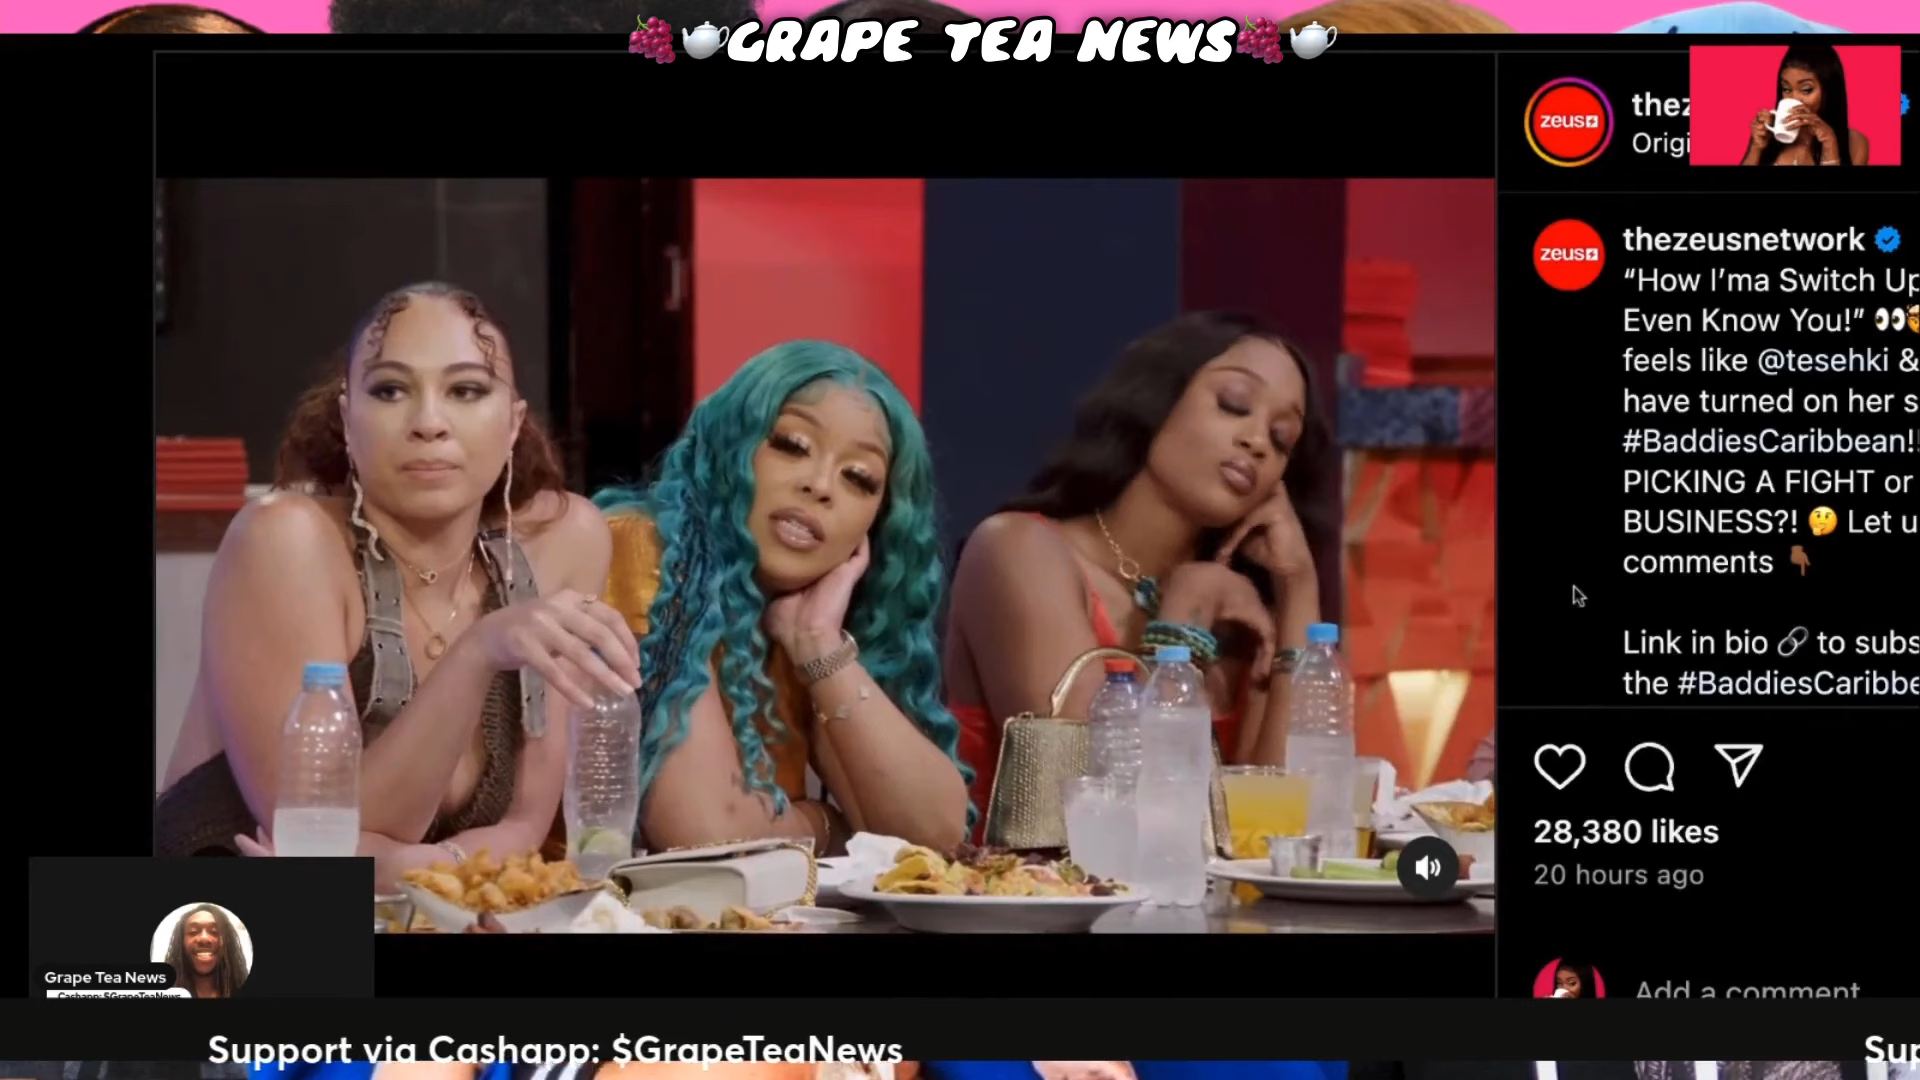 GRAPE TEA NEWS
zeus
thez
Origi
zeus
thezeusnetwork
“How I’ma Switch Up
Even Know You!” 👀
feels like @tesehki &
have turned on her s
#BaddiesCaribbean!
PICKING A FIGHT or
BUSINESS?! 🤔 Let u
comments 👇🏾
Link in bio 🔗 to subs
the #BaddiesCaribbe
28,380 likes
20 hours ago
Add a comment
Grape Tea News
Cashapp: $GrapeTeaNews
Support via Cashapp: $GrapeTeaNews
Sup